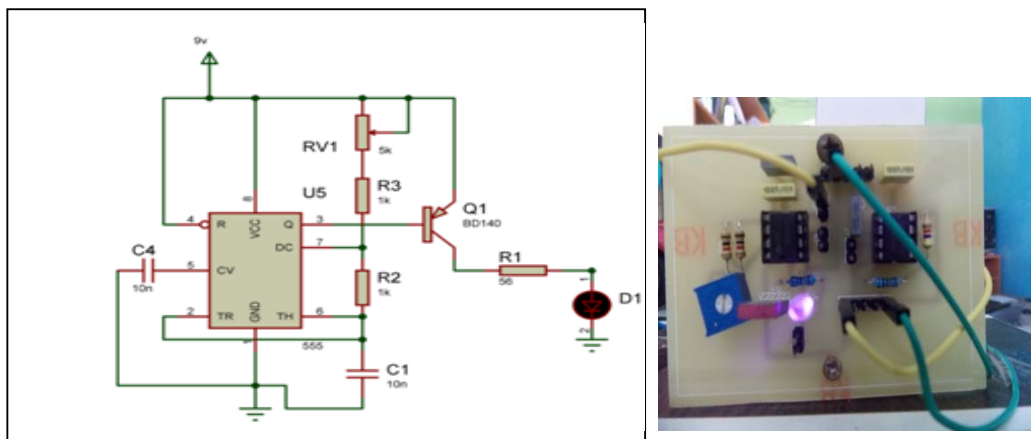 9v
RV1
5k
U5
R3
1k
8
VCC
4
R
Q
3
DC
7
Q1
BD140
C4
10n
5
CV
R2
1k
R1
56
1
D1
2
2
TR
GND
TH
6
1
555
C1
10n
KB
KB